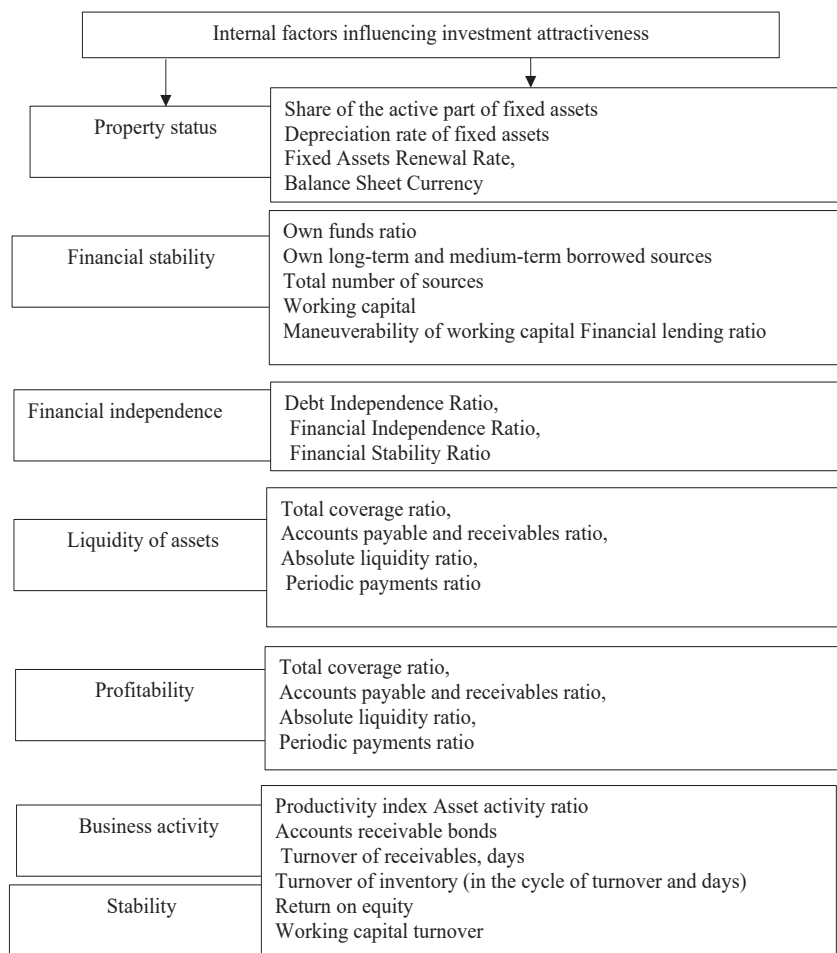 Internal factors influencing investment attractiveness
Property status
Share of the active part of fixed assets
Depreciation rate of fixed assets
Fixed Assets Renewal Rate,
Balance Sheet Currency
Financial stability
Own funds ratio
Own long-term and medium-term borrowed sources
Total number of sources
Working capital
Maneuverability of working capital Financial lending ratio
Financial independence
Debt Independence Ratio,
Financial Independence Ratio,
Financial Stability Ratio
Liquidity of assets
Total coverage ratio,
Accounts payable and receivables ratio,
Absolute liquidity ratio,
Periodic payments ratio
Profitability
Total coverage ratio,
Accounts payable and receivables ratio,
Absolute liquidity ratio,
Periodic payments ratio
Business activity
Stability
Productivity index Asset activity ratio
Accounts receivable bonds
Turnover of receivables, days
Turnover of inventory (in the cycle of turnover and days)
Return on equity
Working capital turnover